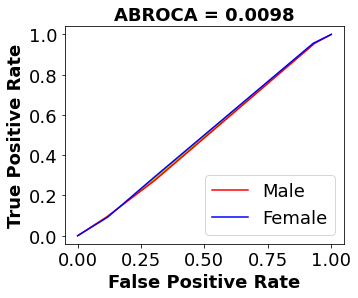 ABROCA = 0.0098
True Positive Rate
1.0
0.8
0.6
0.4
0.2
0.0
Male
Female
0.00 0.25 0.50 0.75 1.00
False Positive Rate